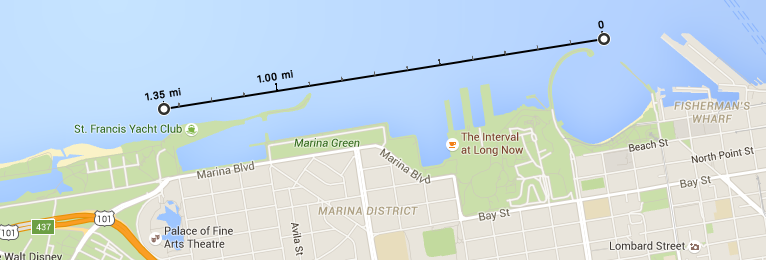 0
1.00 mi
1.35 mi
St. Francis Yacht Club
Marina Green
The Interval
at Long Now
FISHERMAN'S
WHARF
Beach St
North Point St
Marina Blvd
Marina Blvd
Bay St
Bay St
MARINA DISTRICT
Avila St
101
101
437
Palace of Fine
Arts Theatre
Lombard Street
e Walt Disney